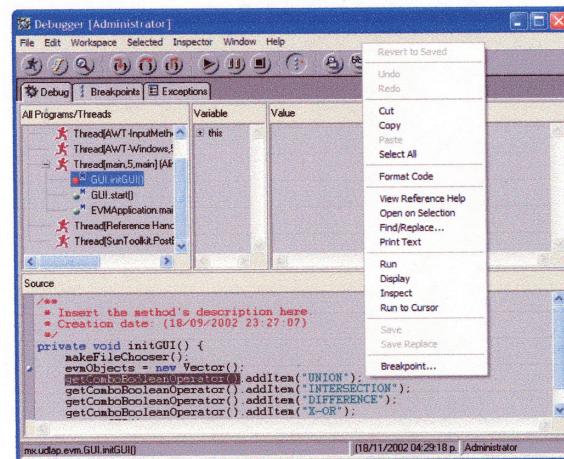 Debugger [Administrator]
File Edit Workspace Selected Inspector Window Help
Debug Breakpoints Exceptions
All Programs/Threads Variable Value
Thread[AWT-InputMeth
Thread[AWT-Windows,5
Thread[main,5,main]
GUI.initGUI()
GUI.start()
EVMApplication.mai
Thread[Reference Hanc
Thread[SunToolkit.PostE
this
Revert to Saved
Undo
Redo
Cut
Copy
Paste
Select All
Format Code
View Reference Help
Open on Selection
Find/Replace...
Print Text
Run
Display
Inspect
Run to Cursor
Save
Save Replace
Breakpoint...
Source
/**
* Insert the method's description here.
* Creation date: (18/09/2002 23:27:07)
*/
private void initGUI() {
makeFileChooser();
evmObjects = new Vector();
getComboBooleanOperator().addItem("UNION");
getComboBooleanOperator().addItem("INTERSECTION");
getComboBooleanOperator().addItem("DIFFERENCE");
getComboBooleanOperator().addItem("X-OR");
mx.udlap.evm.GUI.initGUI() (18/11/2002 04:29:18 p. Administrator